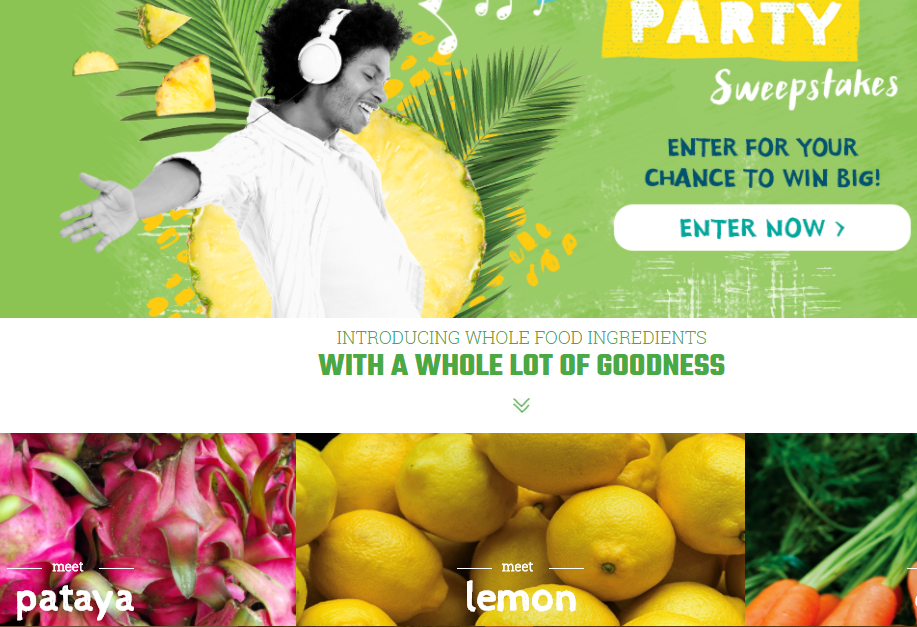 PARTY
Sweepstakes
ENTER FOR YOUR
CHANCE TO WIN BIG!
ENTER NOW >
INTRODUCING WHOLE FOOD INGREDIENTS
WITH A WHOLE LOT OF GOODNESS
meet
pataya
meet
lemon